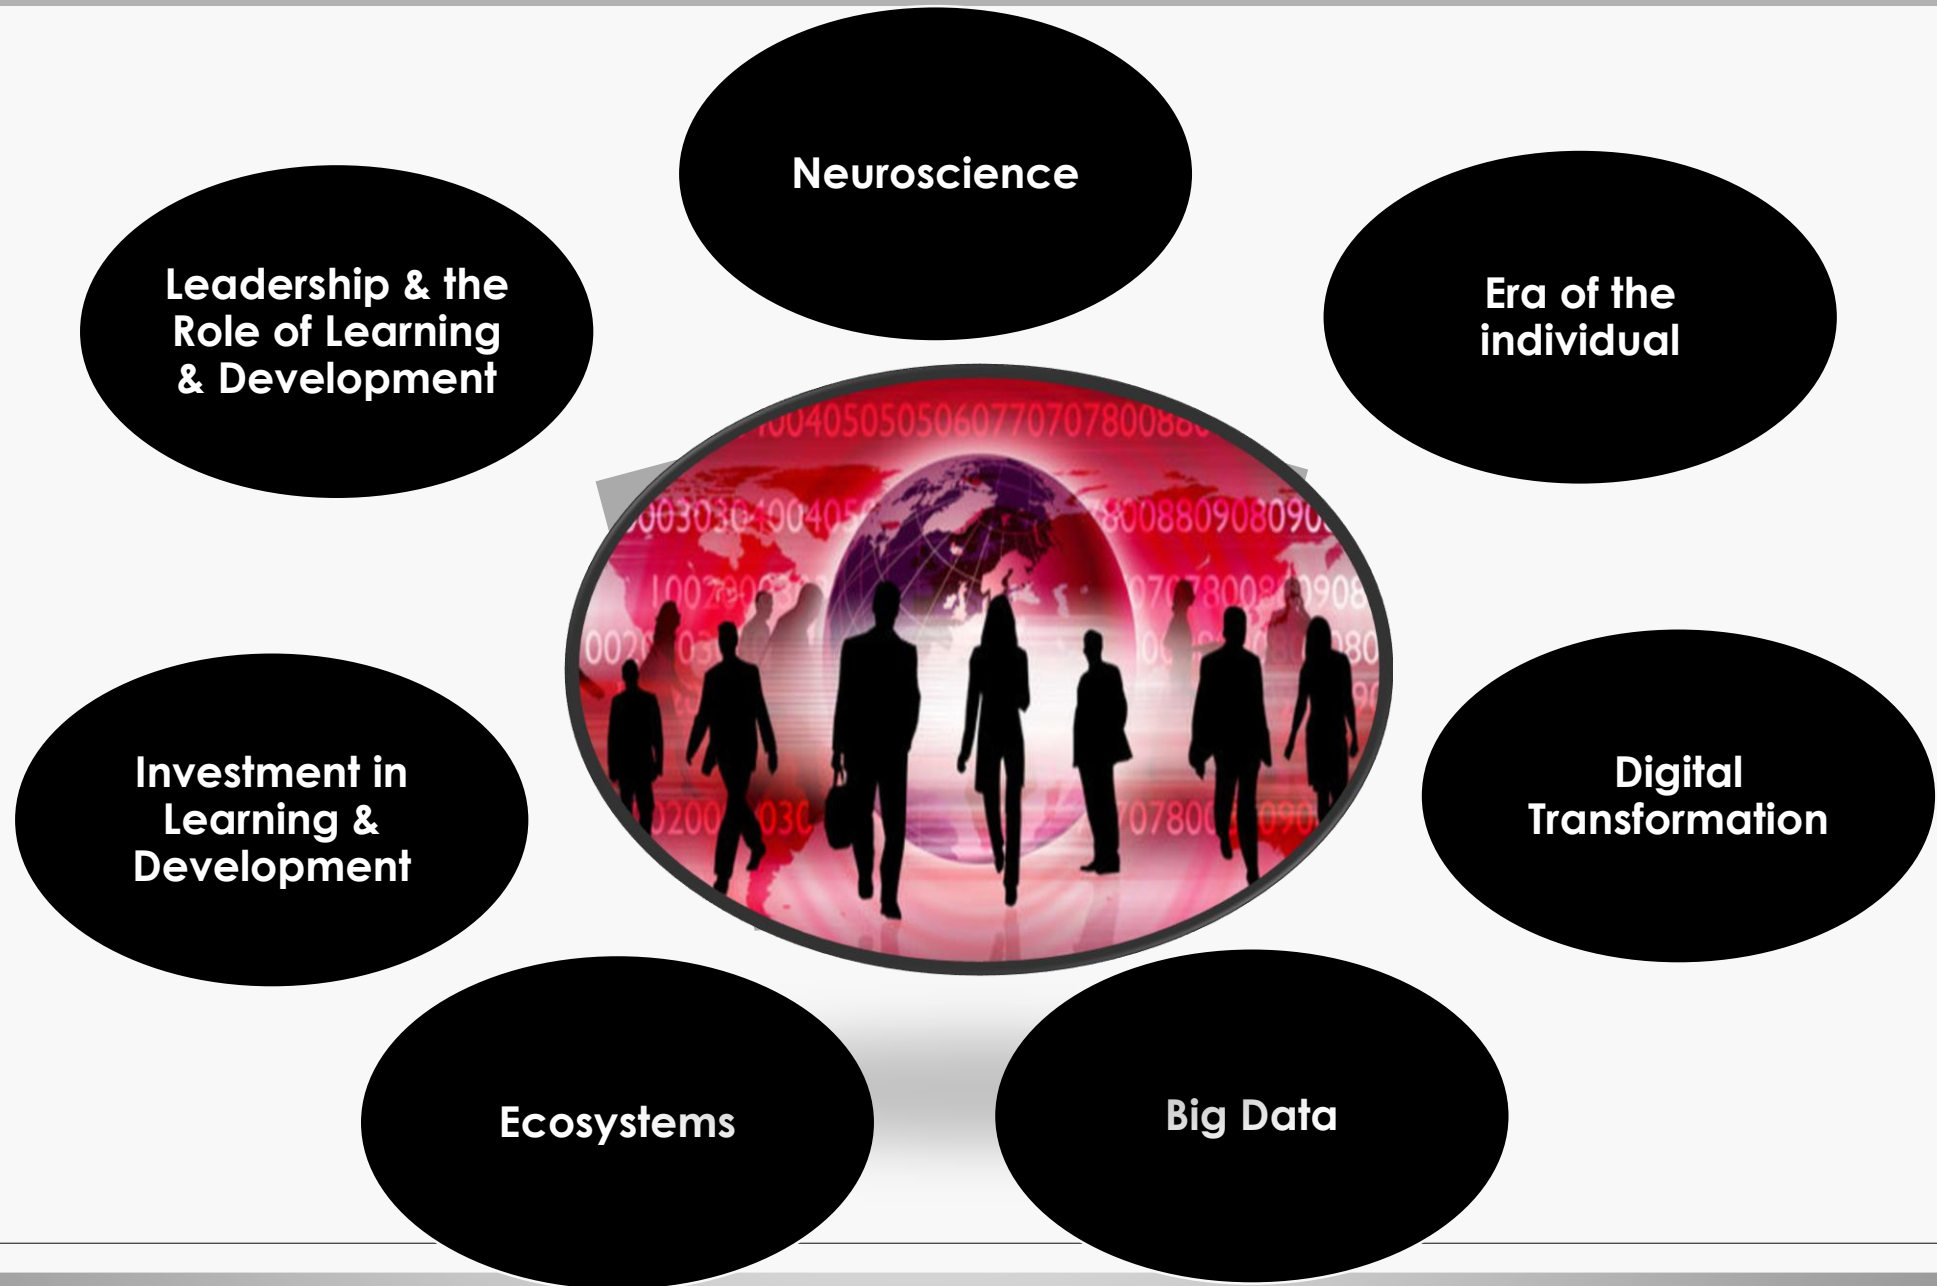 Neuroscience
Leadership & the
Role of Learning
& Development
Era of the
individual
Investment in
Learning &
Development
Digital
Transformation
Ecosystems
Big Data